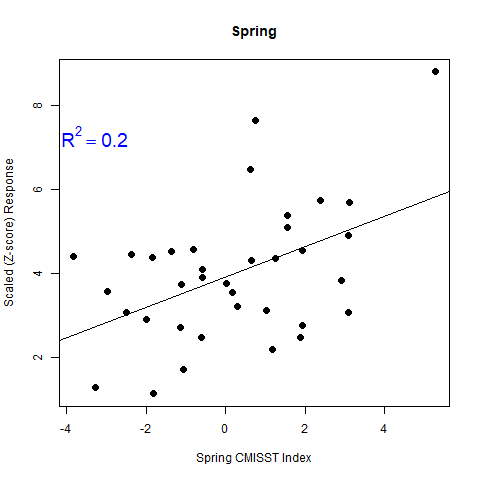 Spring
R² = 0.2
Scaled (Z-score) Response
8
6
4
2
-4 -2 0 2 4
Spring CMISST Index